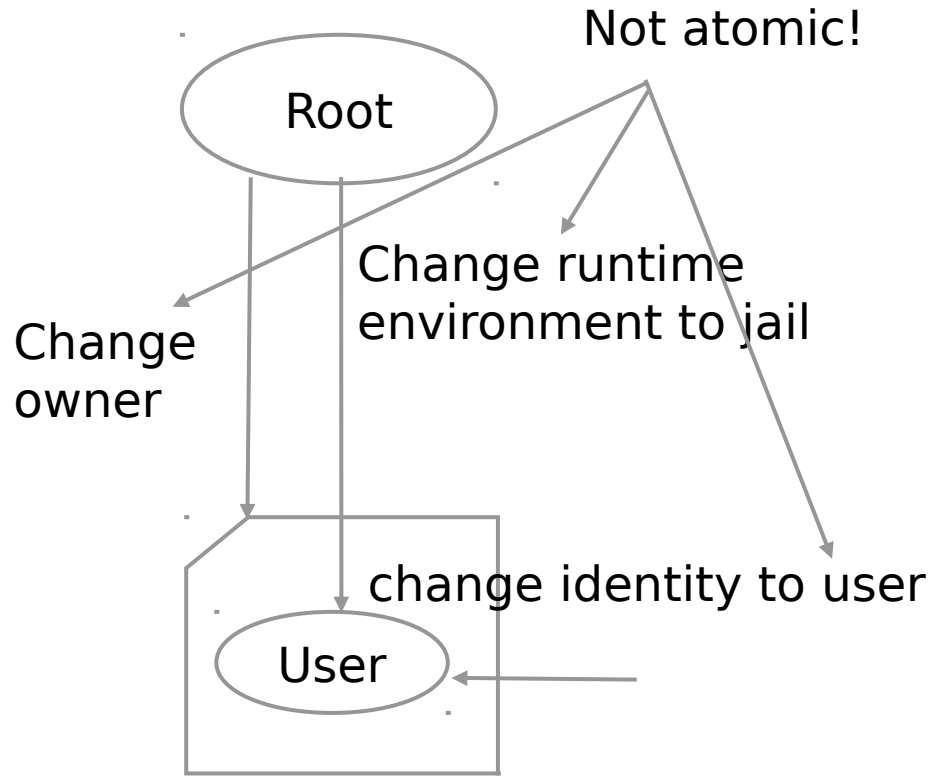 Not atomic!
Root
Change runtime
environment to jail
Change
owner
change identity to user
User